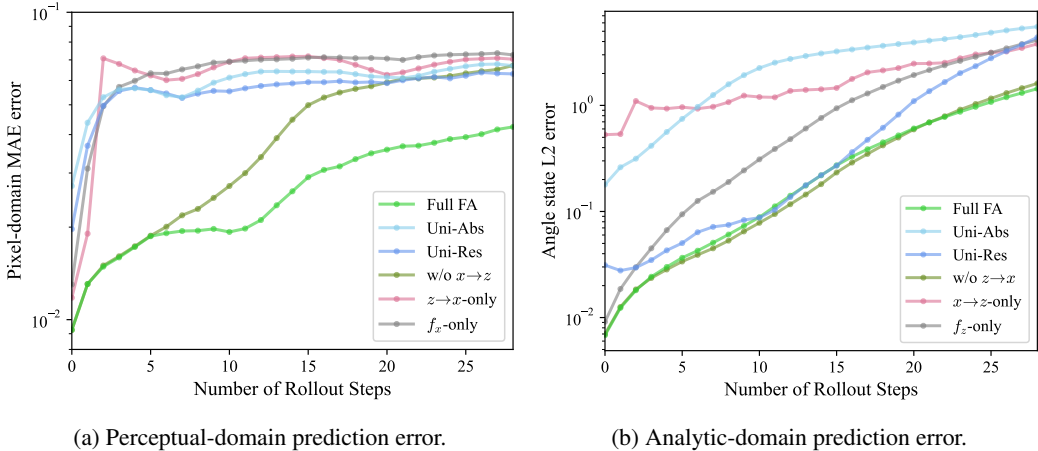 10⁻¹
10⁻²
Pixel-domain MAE error
0 5 10 15 20 25
Number of Rollout Steps
Full FA
Uni-Abs
Uni-Res
w/o x→z
z→x-only
fₓ-only
(a) Perceptual-domain prediction error.
10⁰
10⁻¹
10⁻²
Angle state L2 error
0 5 10 15 20 25
Number of Rollout Steps
Full FA
Uni-Abs
Uni-Res
w/o z→x
x→z-only
f_z-only
(b) Analytic-domain prediction error.